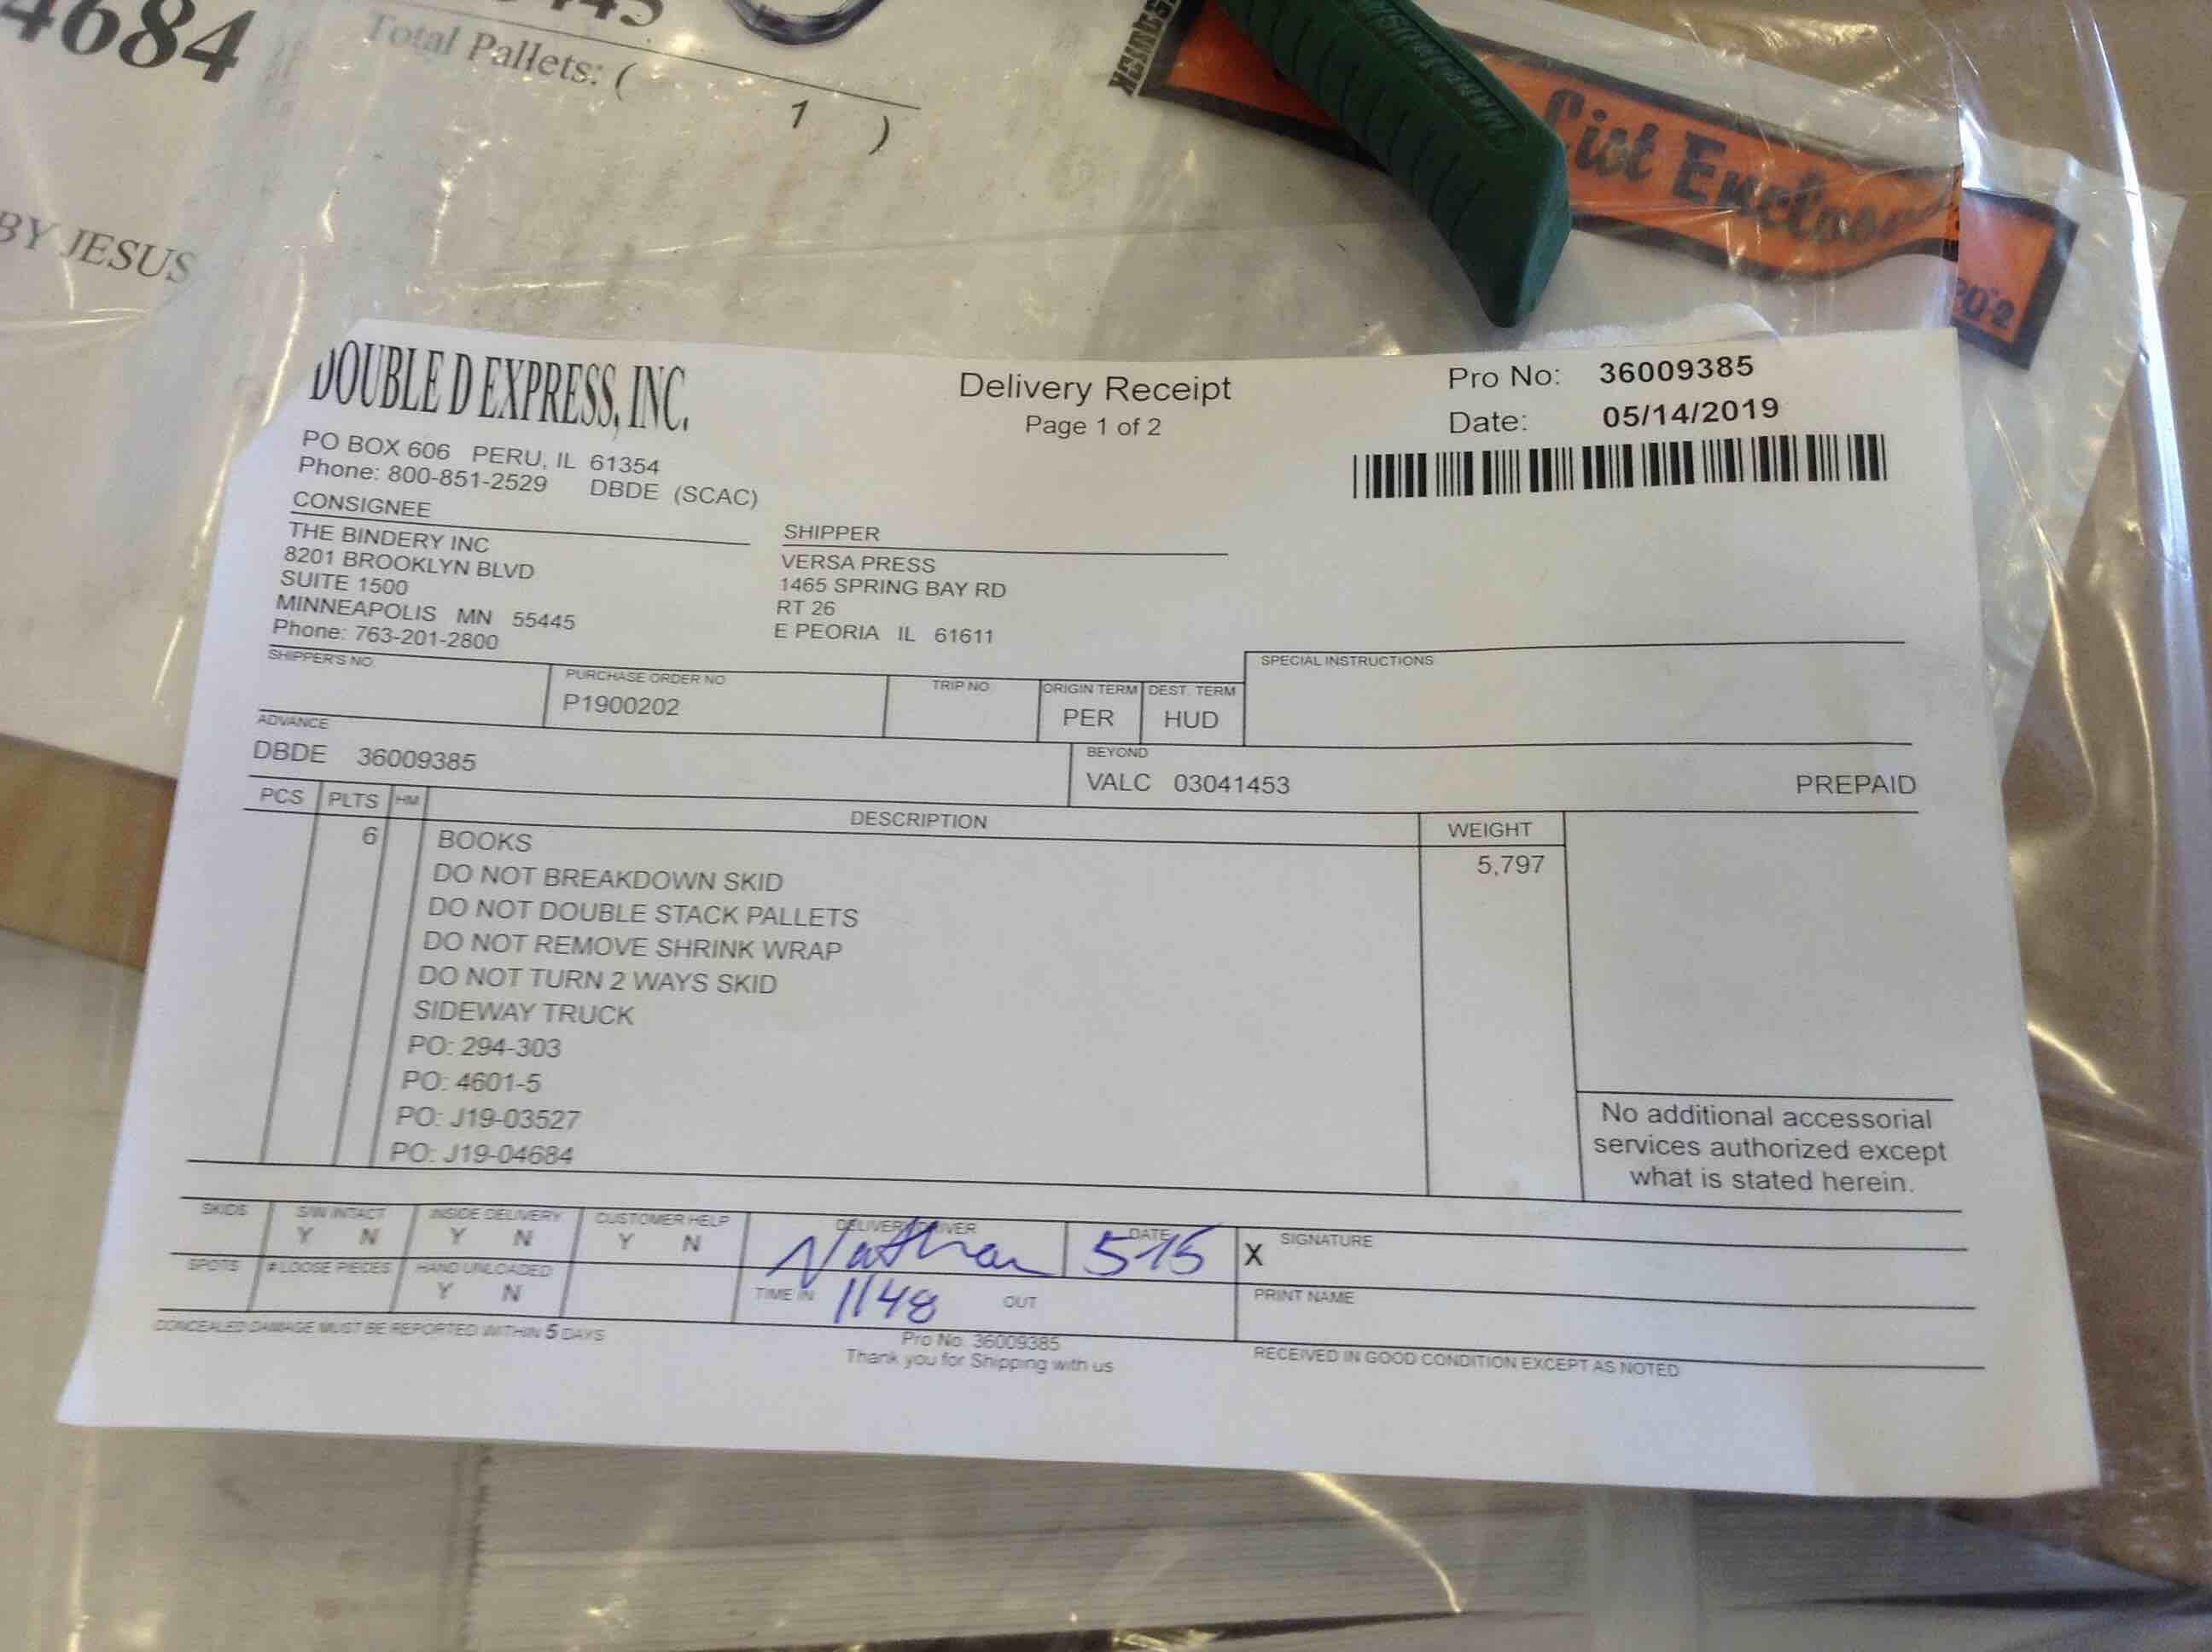 4684
Total Pallets: ( 1 )
BY JESUS
List Enclosed
DOUBLE D EXPRESS, INC.
PO BOX 606 PERU, IL 61354
Phone: 800-851-2529 DBDE (SCAC)
Delivery Receipt
Page 1 of 2
Pro No: 36009385
Date: 05/14/2019
CONSIGNEE
THE BINDERY INC
8201 BROOKLYN BLVD
SUITE 1500
MINNEAPOLIS MN 55445
Phone: 763-201-2800
SHIPPER
VERSA PRESS
1465 SPRING BAY RD
RT 26
E PEORIA IL 61611
SHIPPER'S NO.
PURCHASE ORDER NO
P1900202
TRIP NO
ORIGIN TERM
PER
DEST. TERM
HUD
SPECIAL INSTRUCTIONS
ADVANCE
DBDE 36009385
BEYOND
VALC 03041453
PREPAID
PCS PLTS HM DESCRIPTION WEIGHT
6 BOOKS 5,797
DO NOT BREAKDOWN SKID
DO NOT DOUBLE STACK PALLETS
DO NOT REMOVE SHRINK WRAP
DO NOT TURN 2 WAYS SKID
SIDEWAY TRUCK
PO: 294-303
PO: 4601-5
PO: J19-03527
PO: J19-04684
No additional accessorial
services authorized except
what is stated herein.
SKIDS S/W INTACT INSIDE DELIVERY CUSTOMER HELP DELIVERY DRIVER DATE SIGNATURE
Y N Y N Y N Nathan 5-15 X
SPOTS # LOOSE PIECES HAND UNLOADED TIME IN 1148 OUT PRINT NAME
Y N
CONCEALED DAMAGE MUST BE REPORTED WITHIN 5 DAYS
Pro No. 36009385
Thank you for Shipping with us
RECEIVED IN GOOD CONDITION EXCEPT AS NOTED